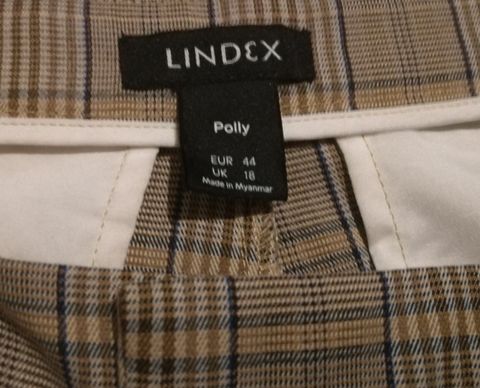 LINDEX
Polly
EUR 44
UK 18
Made in Myanmar